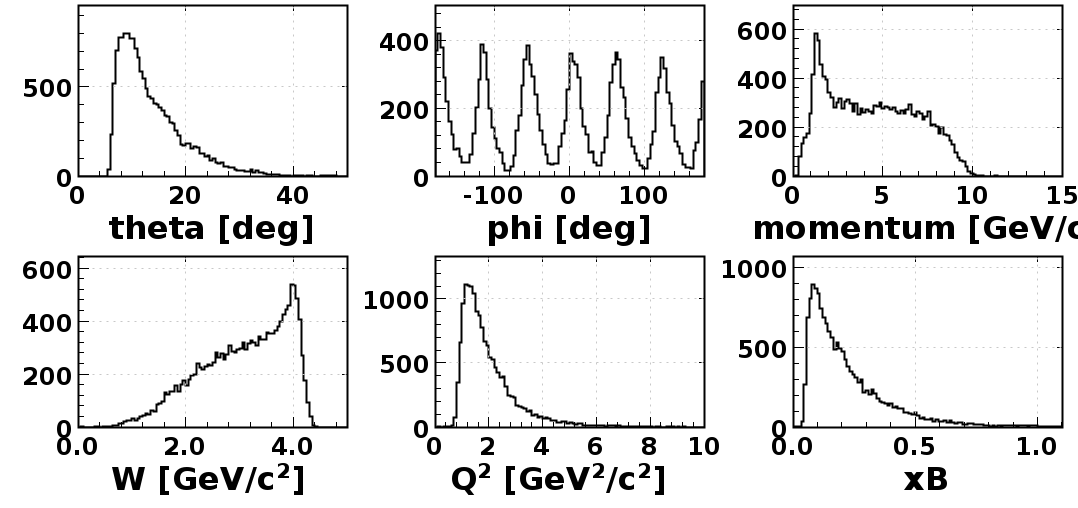 500
0
0 20 40
theta [deg]
400
200
0
-100 0 100
phi [deg]
600
400
200
0
0 5 10 15
momentum [GeV/c
600
400
200
0
0.0 2.0 4.0
W [GeV/c²]
1000
500
0
0 2 4 6 8 10
Q² [GeV²/c²]
1000
500
0
0.0 0.5 1.0
xB